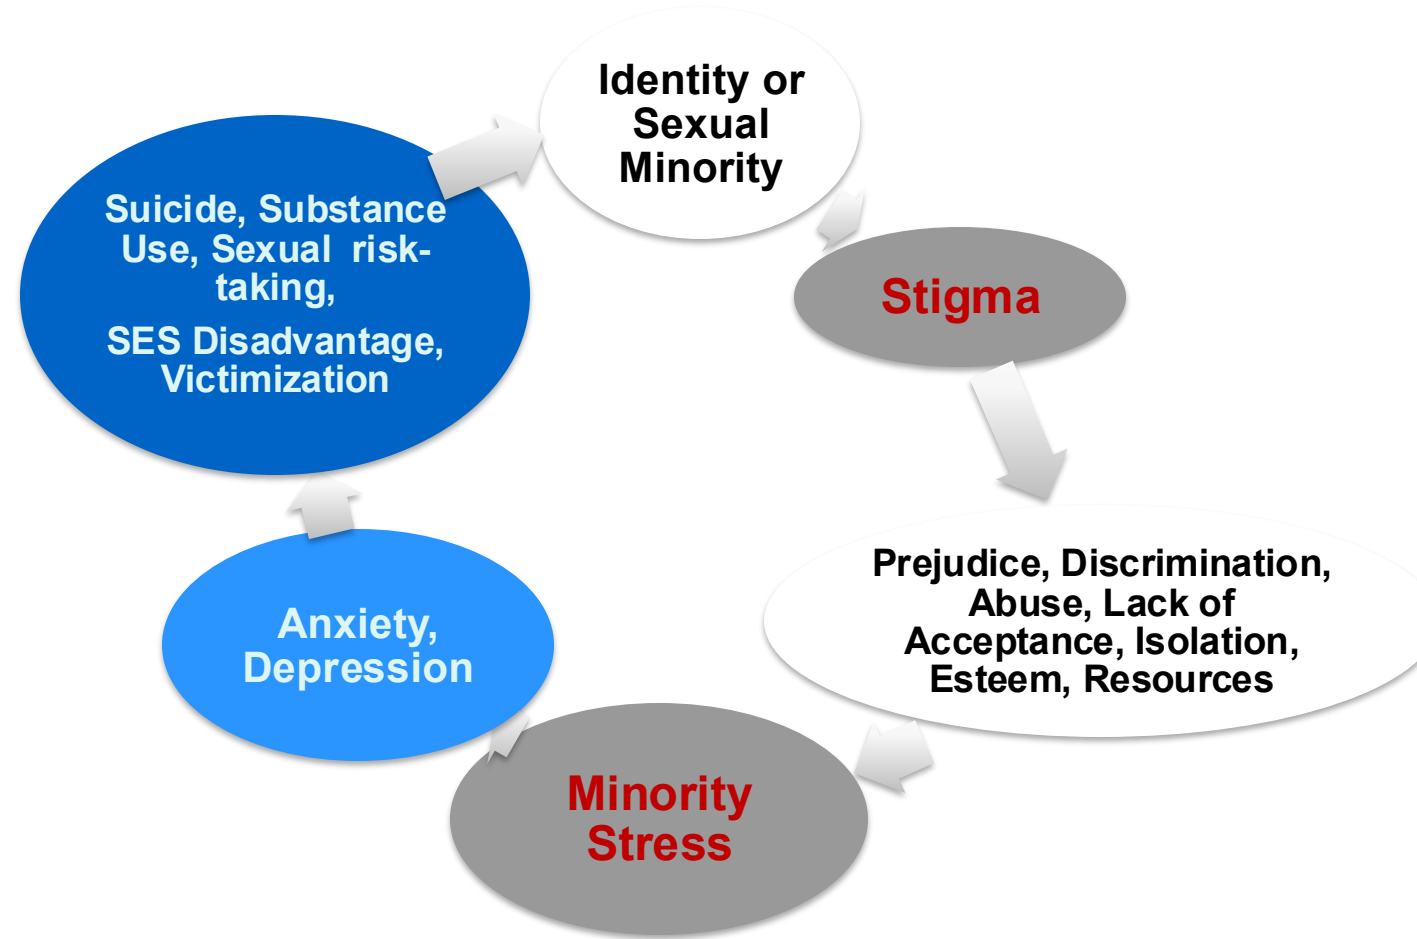 Identity or
Sexual
Minority
Stigma
Prejudice, Discrimination,
Abuse, Lack of
Acceptance, Isolation,
Esteem, Resources
Minority
Stress
Anxiety,
Depression
Suicide, Substance
Use, Sexual risk-
taking,
SES Disadvantage,
Victimization